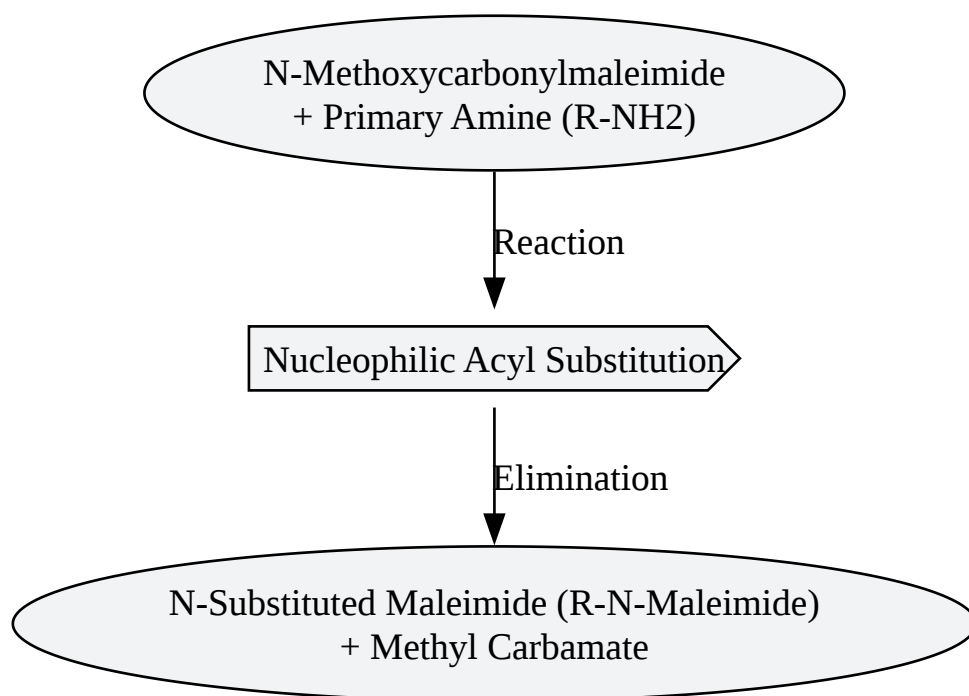 N-Methoxycarbonylmaleimide
+ Primary Amine (R-NH2)
Reaction
Nucleophilic Acyl Substitution
Elimination
N-Substituted Maleimide (R-N-Maleimide)
+ Methyl Carbamate